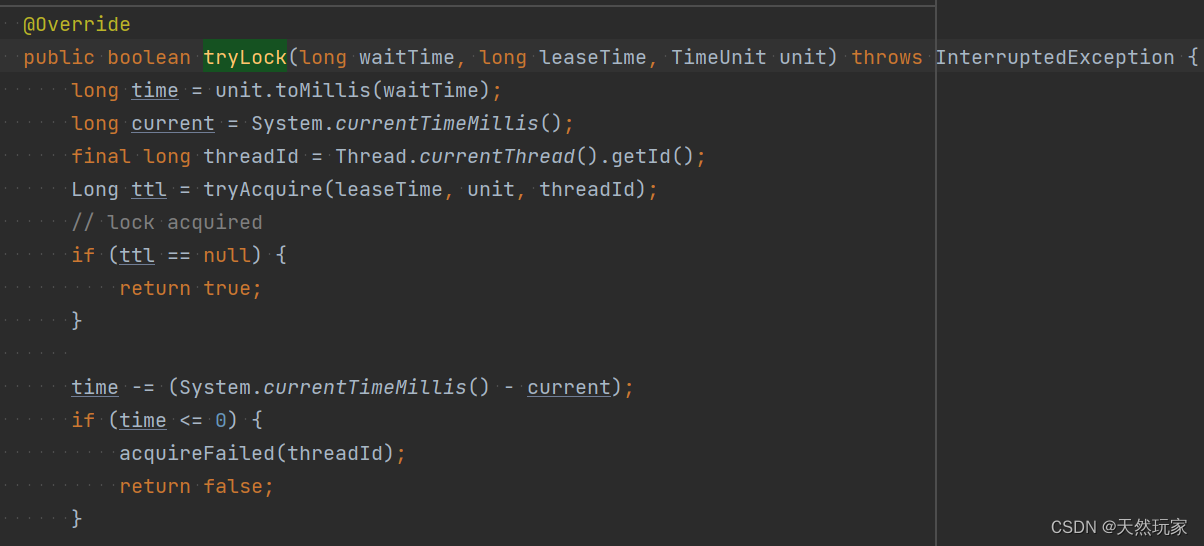 @Override
public boolean tryLock(long waitTime, long leaseTime, TimeUnit unit) throws InterruptedException {
long time = unit.toMillis(waitTime);
long current = System.currentTimeMillis();
final long threadId = Thread.currentThread().getId();
Long ttl = tryAcquire(leaseTime, unit, threadId);
// lock acquired
if (ttl == null) {
return true;
}
time -= (System.currentTimeMillis() - current);
if (time <= 0) {
acquireFailed(threadId);
return false;
}
CSDN @天然玩家